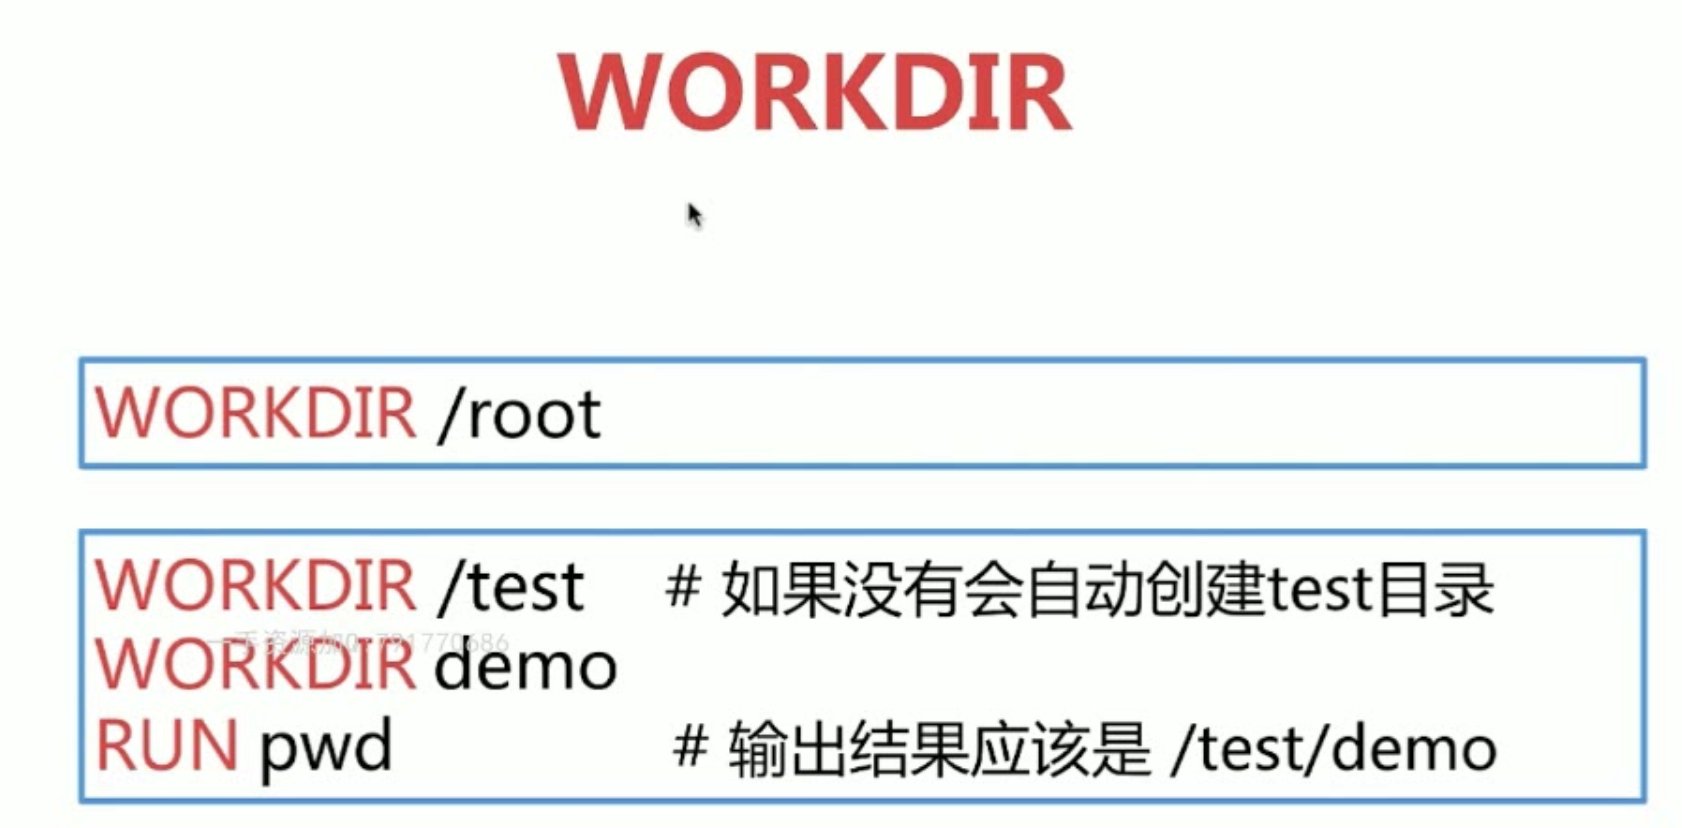 WORKDIR
WORKDIR /root
WORKDIR /test # 如果没有会自动创建test目录
一手资源加Q:791770686
WORKDIR demo
RUN pwd # 输出结果应该是 /test/demo